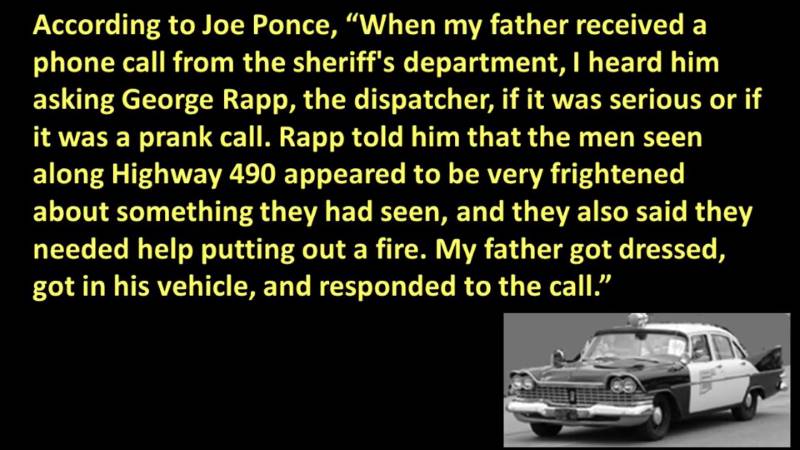 According to Joe Ponce, “When my father received a
phone call from the sheriff's department, I heard him
asking George Rapp, the dispatcher, if it was serious or if
it was a prank call. Rapp told him that the men seen
along Highway 490 appeared to be very frightened
about something they had seen, and they also said they
needed help putting out a fire. My father got dressed,
got in his vehicle, and responded to the call.”